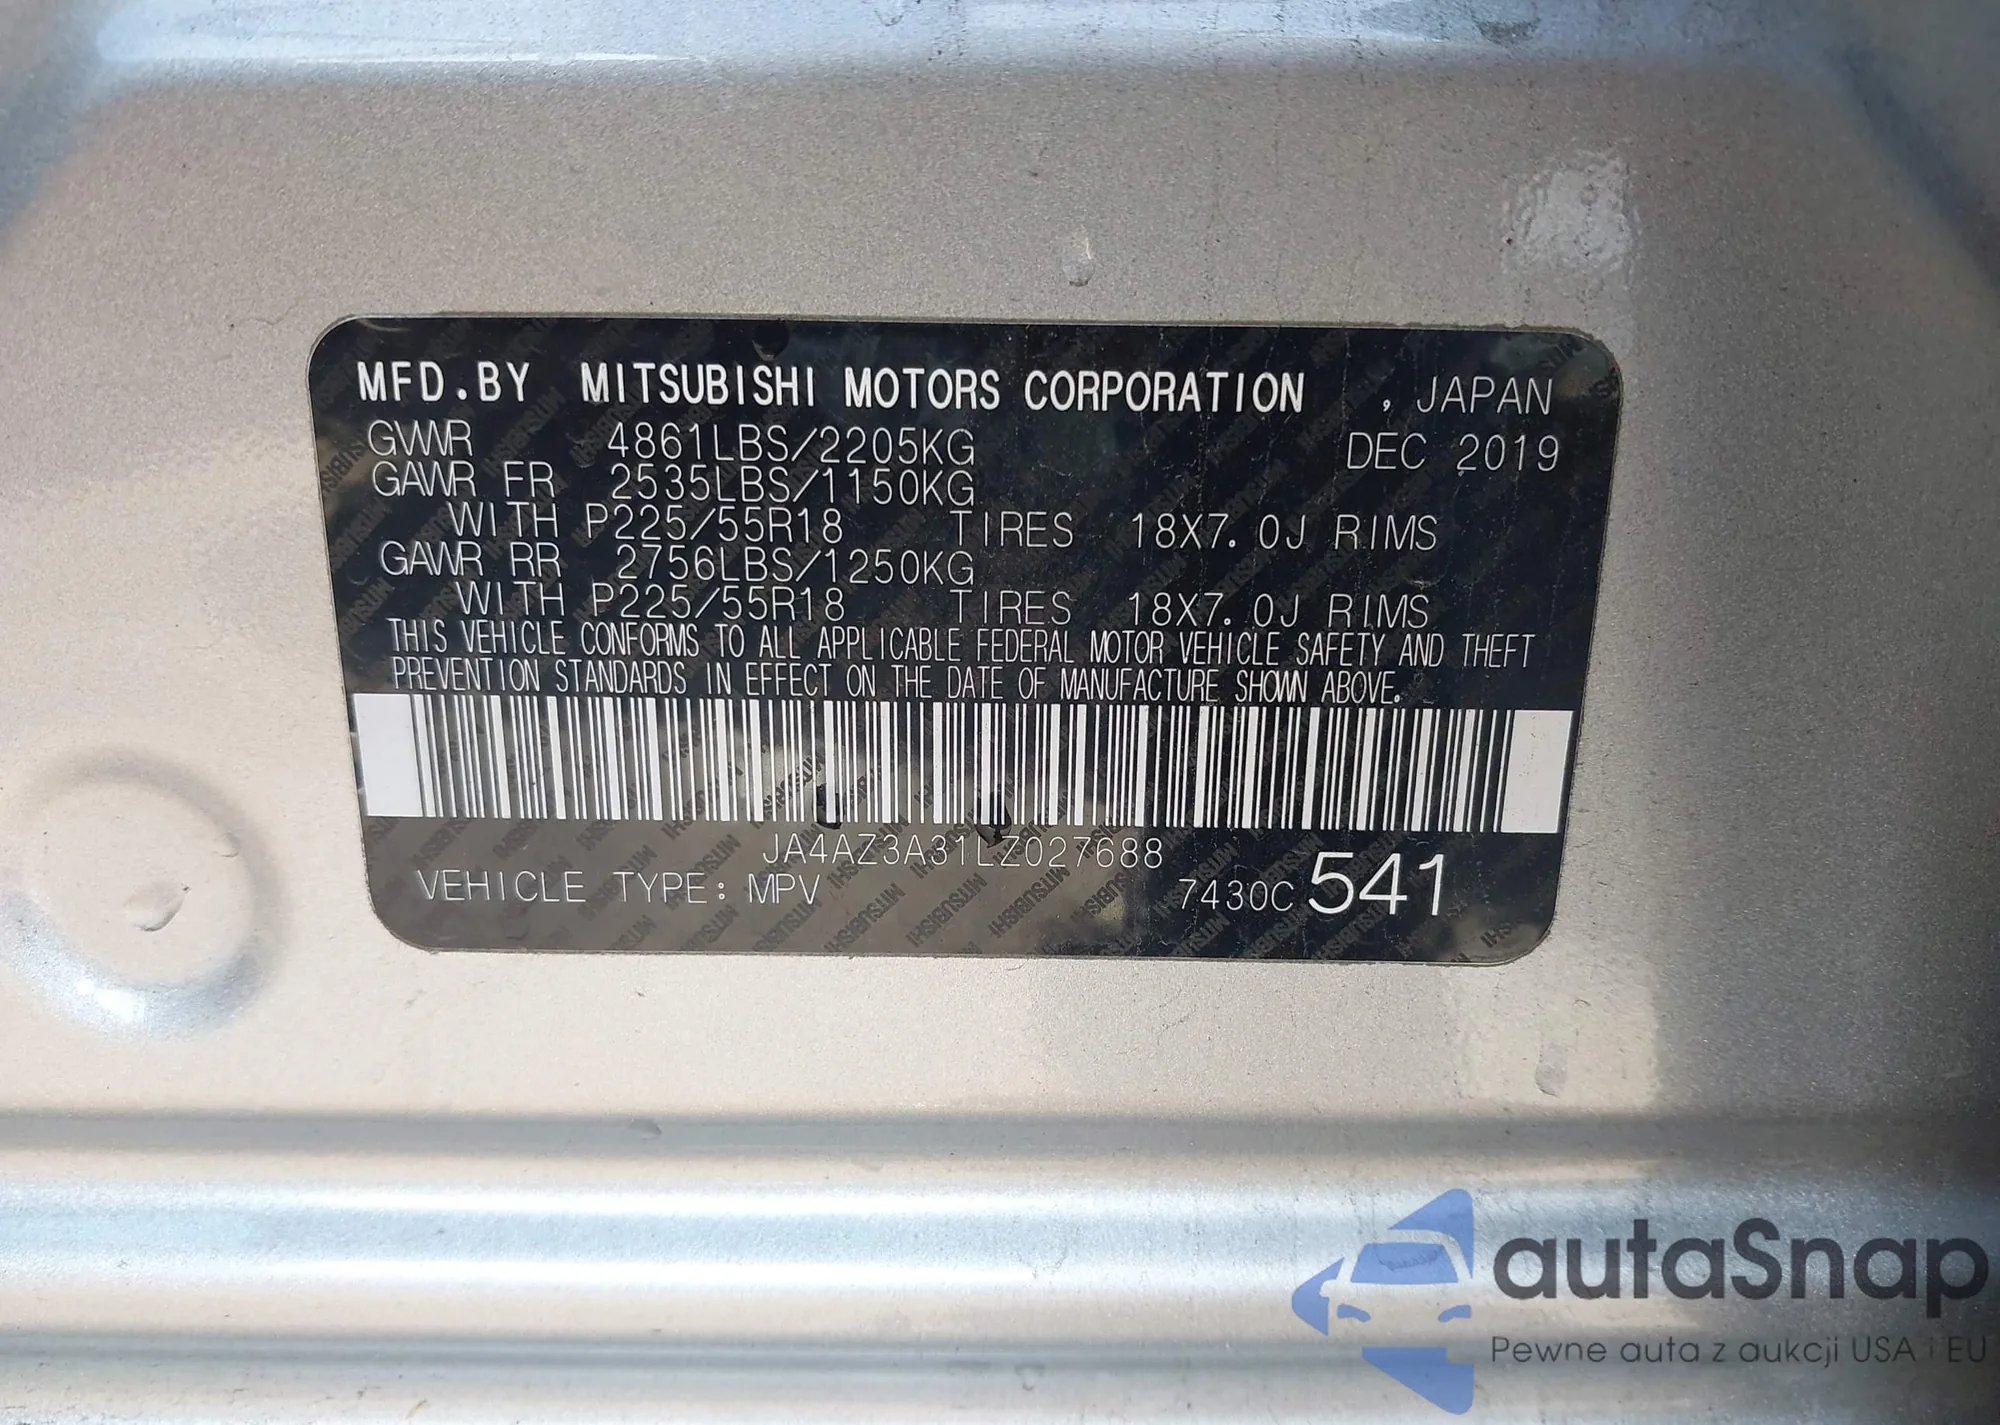 MFD.BY MITSUBISHI MOTORS CORPORATION , JAPAN
GVWR 4861LBS/2205KG DEC 2019
GAWR FR 2535LBS/1150KG
WITH P225/55R18 TIRES 18X7.0J RIMS
GAWR RR 2756LBS/1250KG
WITH P225/55R18 TIRES 18X7.0J RIMS
THIS VEHICLE CONFORMS TO ALL APPLICABLE FEDERAL MOTOR VEHICLE SAFETY AND THEFT
PREVENTION STANDARDS IN EFFECT ON THE DATE OF MANUFACTURE SHOWN ABOVE.
JA4AZ3A31LZ027688
VEHICLE TYPE: MPV 7430C 541
autaSnap
Pewne auta z aukcji USA i EU